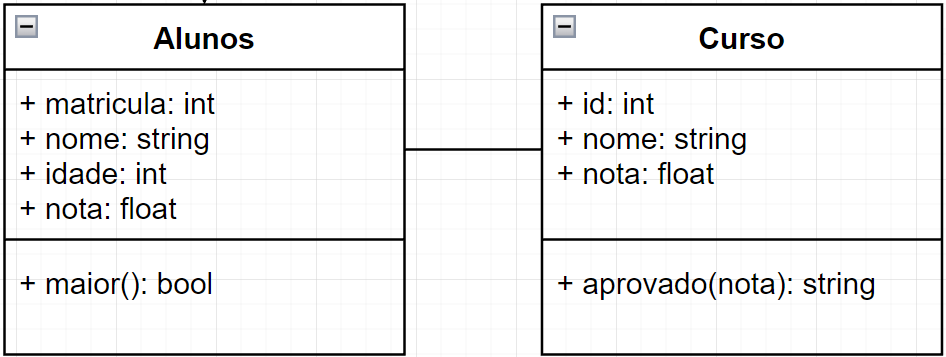 Alunos
+ matricula: int
+ nome: string
+ idade: int
+ nota: float
+ maior(): bool
Curso
+ id: int
+ nome: string
+ nota: float
+ aprovado(nota): string